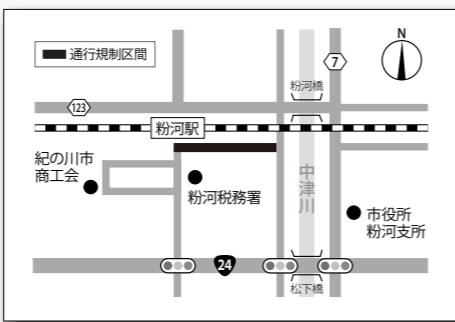 N
通行規制区間
7
粉河橋
123
粉河駅
紀の川市
商工会
粉河税務署
中津川
市役所
粉河支所
24
松下橋